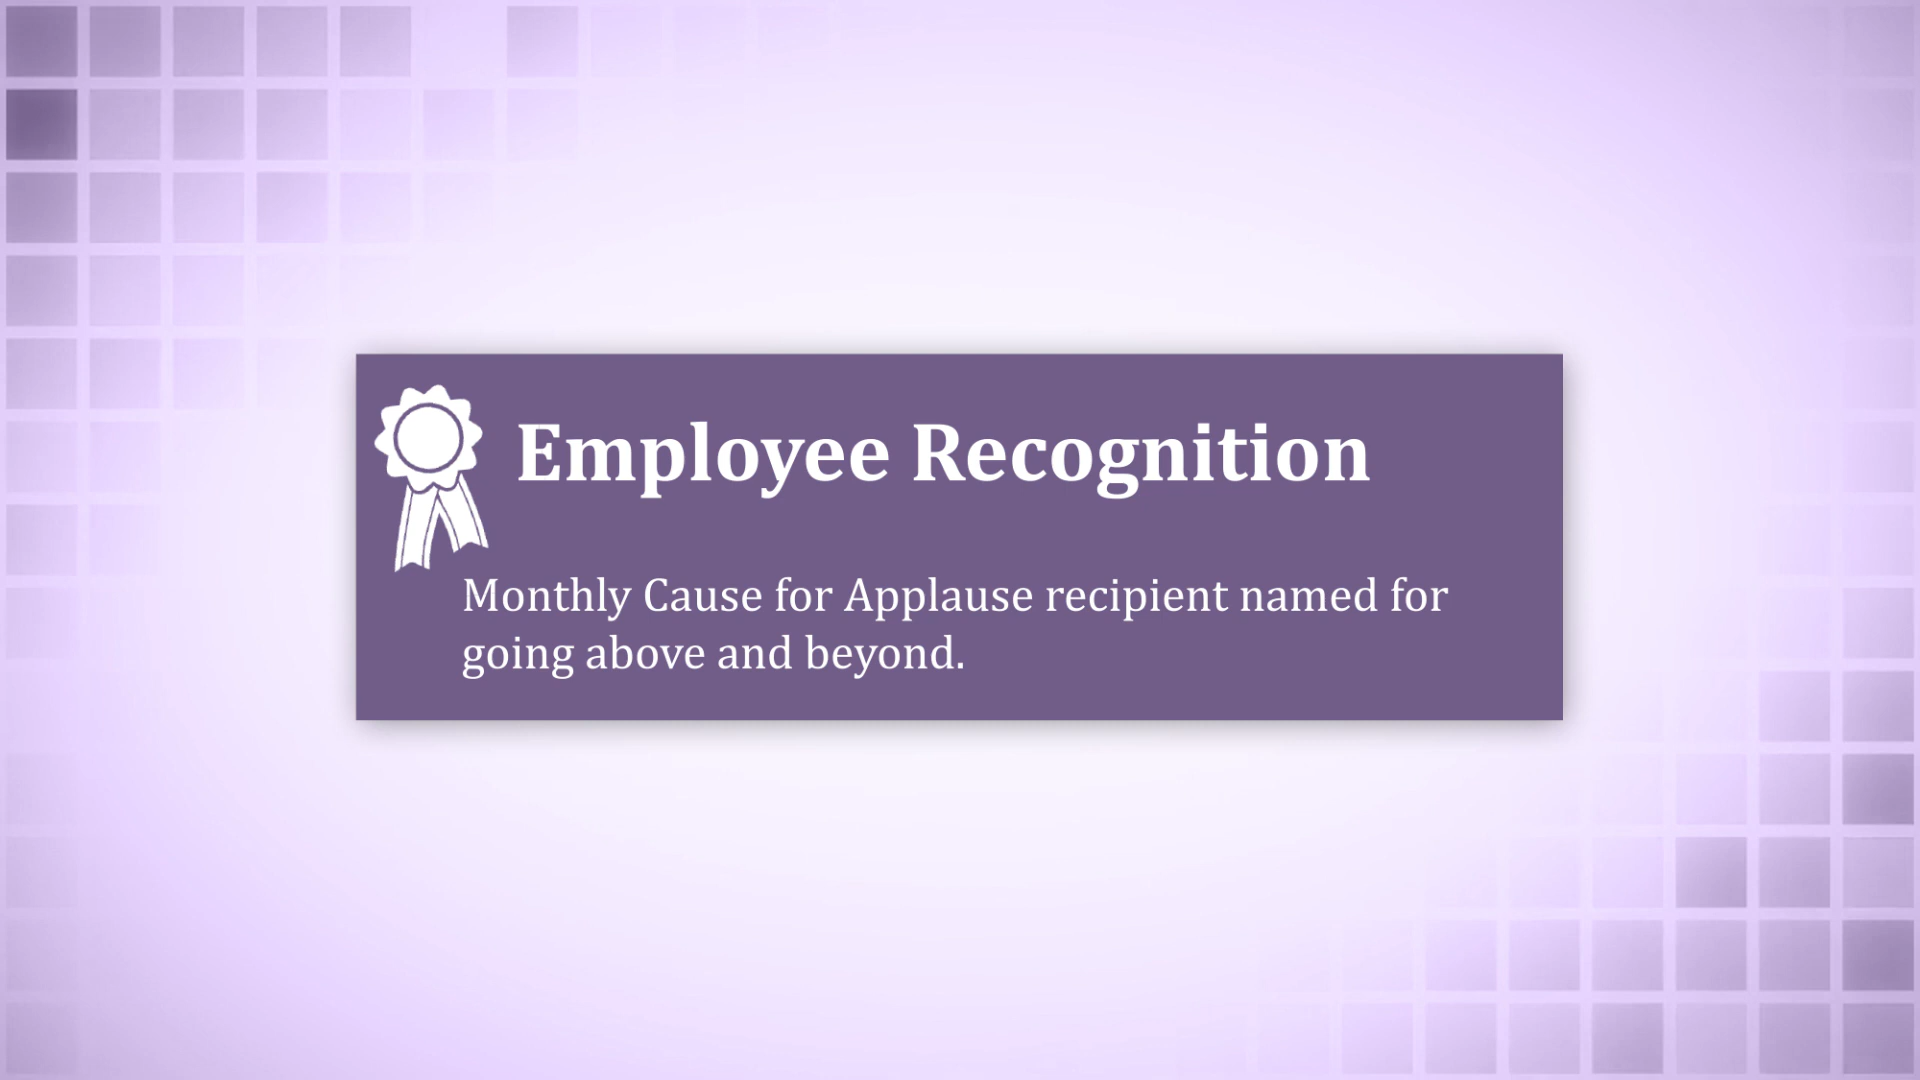 Employee Recognition
Monthly Cause for Applause recipient named for
going above and beyond.